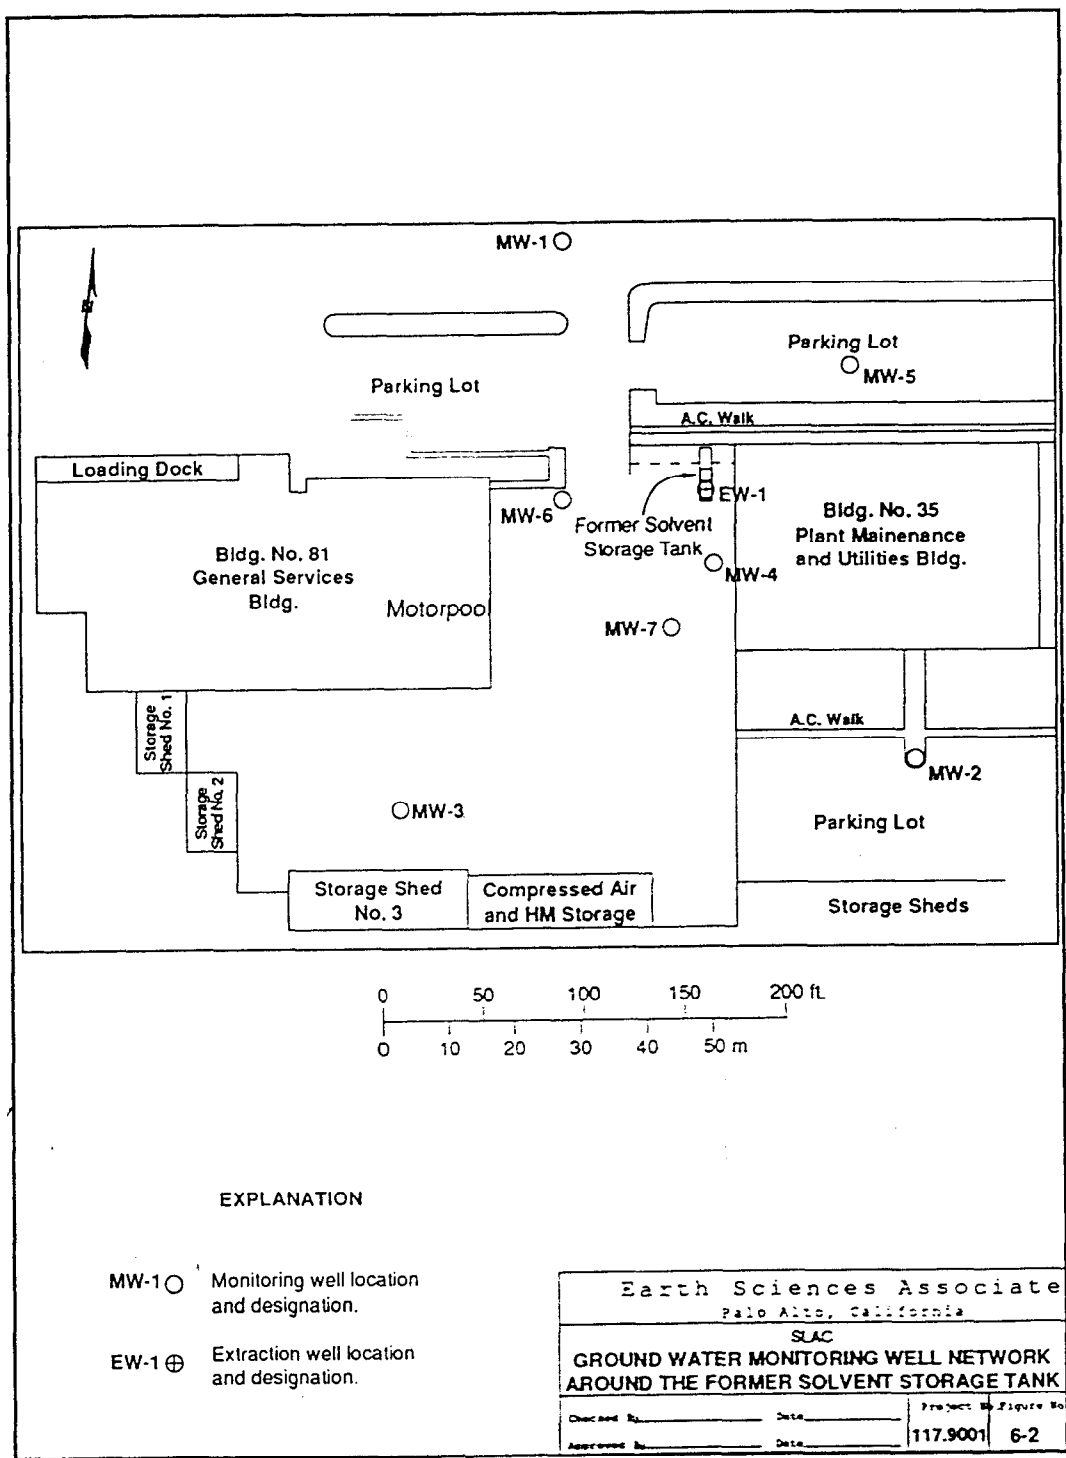 MW-1
Parking Lot
MW-5
Parking Lot
A.C. Walk
Loading Dock
EW-1
MW-6
Former Solvent
Storage Tank
Bldg. No. 35
Plant Mainenance
and Utilities Bldg.
Bldg. No. 81
General Services
Bldg.
MW-4
Motorpool
MW-7
Storage
Shed No. 1
A.C. Walk
MW-2
Storage
Shed No. 2
MW-3
Parking Lot
Storage Shed
No. 3
Compressed Air
and HM Storage
Storage Sheds
0 50 100 150 200 ft.
0 10 20 30 40 50 m
EXPLANATION
MW-1 Monitoring well location
and designation.
EW-1 Extraction well location
and designation.
Earth Sciences Associate
Palo Alto, California
SLAC
GROUND WATER MONITORING WELL NETWORK
AROUND THE FORMER SOLVENT STORAGE TANK
Checked By Date
Approved By Date
Project No. Figure No
117.9001 6-2